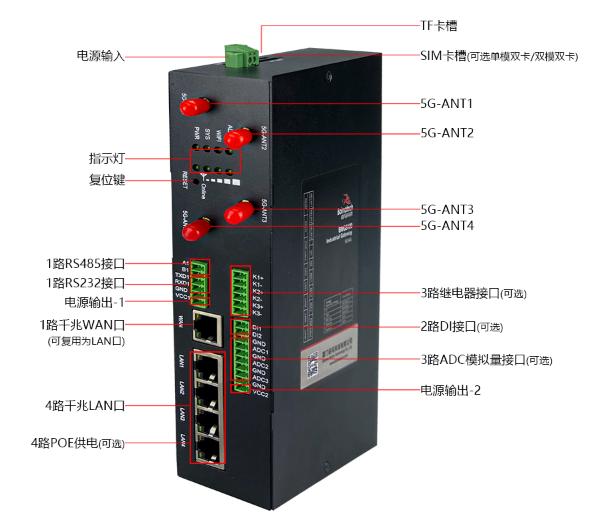 TF卡槽
电源输入
SIM卡槽(可选单模双卡/双模双卡)
5G-ANT1
5G-ANT2
指示灯
复位键
5G-ANT3
5G-ANT4
1路RS485接口
1路RS232接口
电源输出-1
1路千兆WAN口
(可复用为LAN口)
4路千兆LAN口
4路POE供电(可选)
3路继电器接口(可选)
2路DI接口(可选)
3路ADC模拟量接口(可选)
电源输出-2
PWR
SYS
WIFI
5G-ANT2
RESET
Online
5G-ANT3
B1
TXD1
RXD1
GND
VCC1
WAN
LAN1
LAN2
LAN3
LAN4
K1+
K1-
K2+
K2-
K3+
K3-
DI1
DI2
GND
ADC1
GND
ADC2
GND
ADC3
GND
VCC2
Industrial Gateway